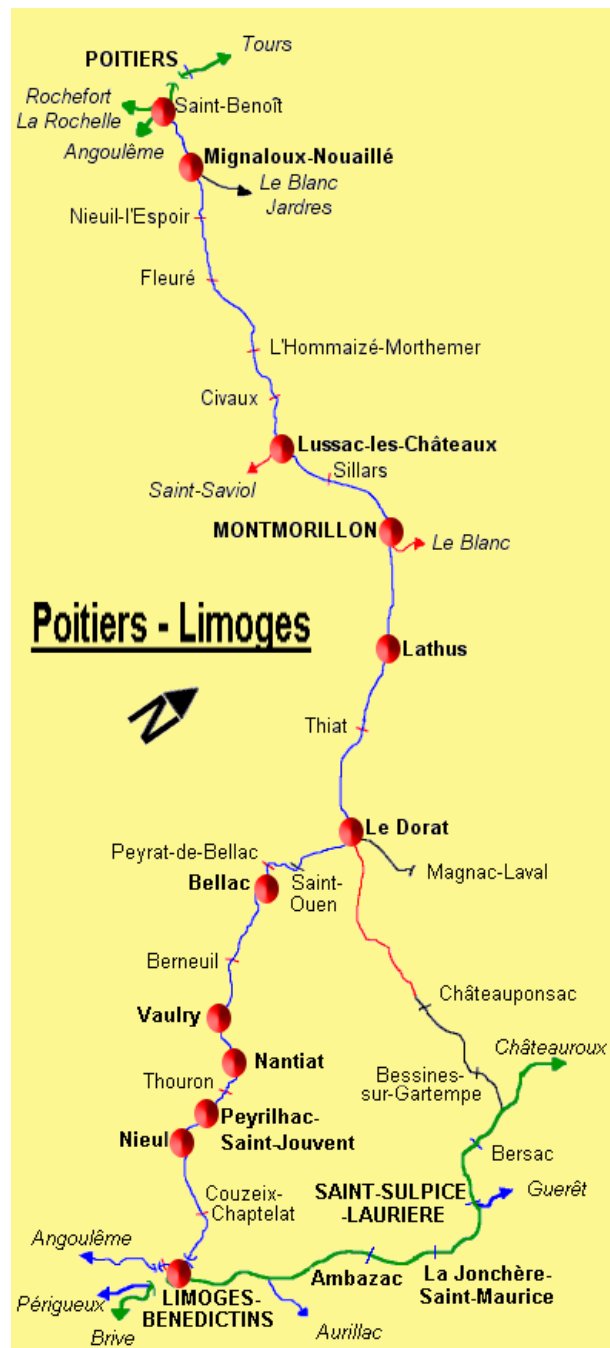 Tours
POITIERS
Rochefort
La Rochelle
Saint-Benoît
Angoulême
Mignaloux-Nouaillé
Le Blanc
Jardres
Nieuil-l'Espoir
Fleuré
L'Hommaizé-Morthemer
Civaux
Lussac-les-Châteaux
Sillars
Saint-Saviol
MONTMORILLON
Le Blanc
Poitiers - Limoges
Lathus
N
Thiat
Le Dorat
Peyrat-de-Bellac
Magnac-Laval
Bellac
Saint-
Ouen
Berneuil
Châteauponsac
Vaulry
Châteauroux
Nantiat
Bessines-
sur-Gartempe
Thouron
Peyrilhac-
Saint-Jouvent
Nieul
Bersac
SAINT-SULPICE
-LAURIERE
Guerêt
Couzeix-
Chaptelat
Angoulême
Ambazac
La Jonchère-
Saint-Maurice
LIMOGES-
BENEDICTINS
Périgueux
Brive
Aurillac